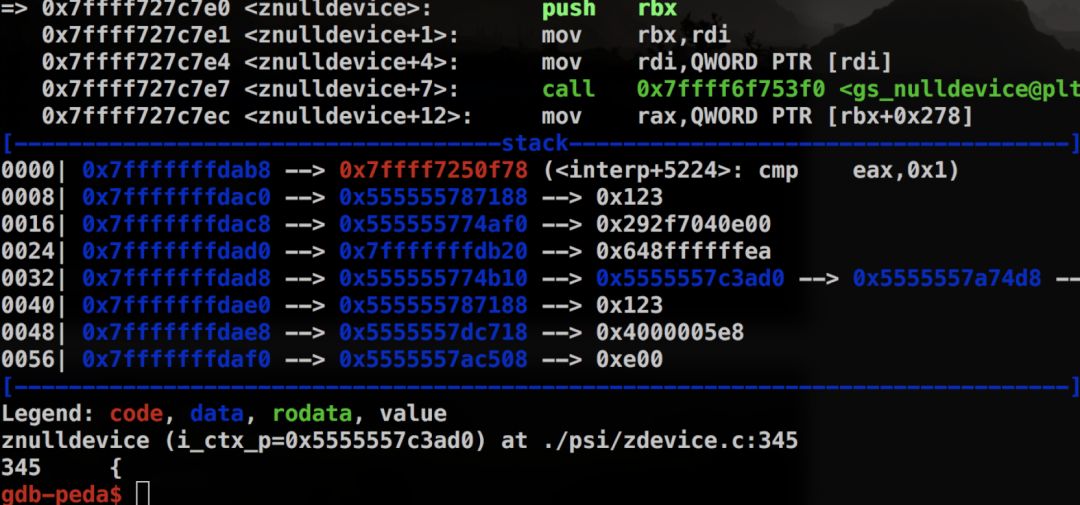 => 0x7ffff727c7e0 <znulldevice>: push rbx
0x7ffff727c7e1 <znulldevice+1>: mov rbx,rdi
0x7ffff727c7e4 <znulldevice+4>: mov rdi,QWORD PTR [rdi]
0x7ffff727c7e7 <znulldevice+7>: call 0x7ffff6f753f0 <gs_nulldevice@plt
0x7ffff727c7ec <znulldevice+12>: mov rax,QWORD PTR [rbx+0x278]
[------------------------------------stack-------------------------------------]
0000| 0x7fffffffdab8 --> 0x7ffff7250f78 (<interp+5224>: cmp eax,0x1)
0008| 0x7fffffffdac0 --> 0x555555787188 --> 0x123
0016| 0x7fffffffdac8 --> 0x555555774af0 --> 0x292f7040e00
0024| 0x7fffffffdad0 --> 0x7fffffffdb20 --> 0x648ffffffea
0032| 0x7fffffffdad8 --> 0x555555774b10 --> 0x5555557c3ad0 --> 0x5555557a74d8 --
0040| 0x7fffffffdae0 --> 0x555555787188 --> 0x123
0048| 0x7fffffffdae8 --> 0x5555557dc718 --> 0x4000005e8
0056| 0x7fffffffdaf0 --> 0x5555557ac508 --> 0xe00
[------------------------------------------------------------------------------]
Legend: code, data, rodata, value
znulldevice (i_ctx_p=0x5555557c3ad0) at ./psi/zdevice.c:345
345 {
gdb-peda$